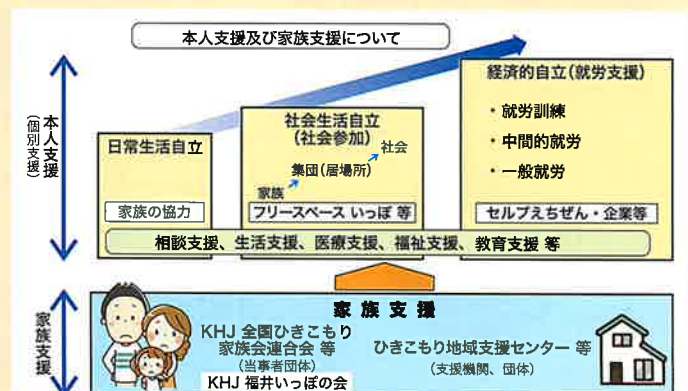 本人支援及び家族支援について
本人支援
(個別支援)
日常生活自立
家族の協力
社会生活自立
(社会参加)
社会
集団(居場所)
家族
フリースペース いっぽ 等
経済的自立(就労支援)
・就労訓練
・中間的就労
・一般就労
セルプえちぜん・企業等
相談支援、生活支援、医療支援、福祉支援、教育支援 等
家族支援
家族支援
KHJ 全国ひきこもり
家族会連合会 等
(当事者団体)
KHJ 福井いっぽの会
ひきこもり地域支援センター 等
(支援機関、団体)